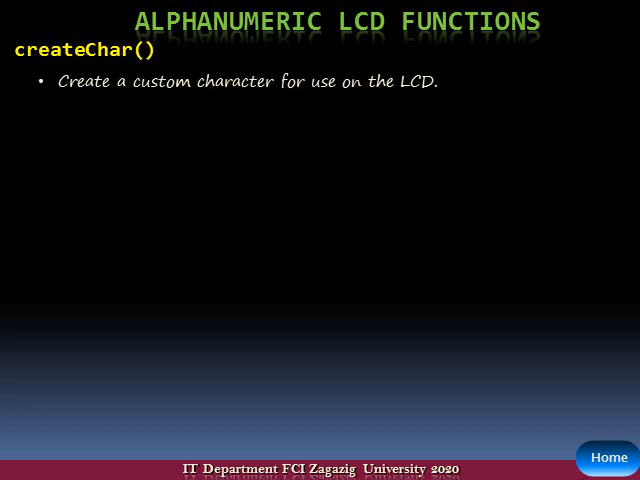 ALPHANUMERIC LCD FUNCTIONS
createChar()
• Create a custom character for use on the LCD.
Home
IT Department FCI Zagazig University 2020